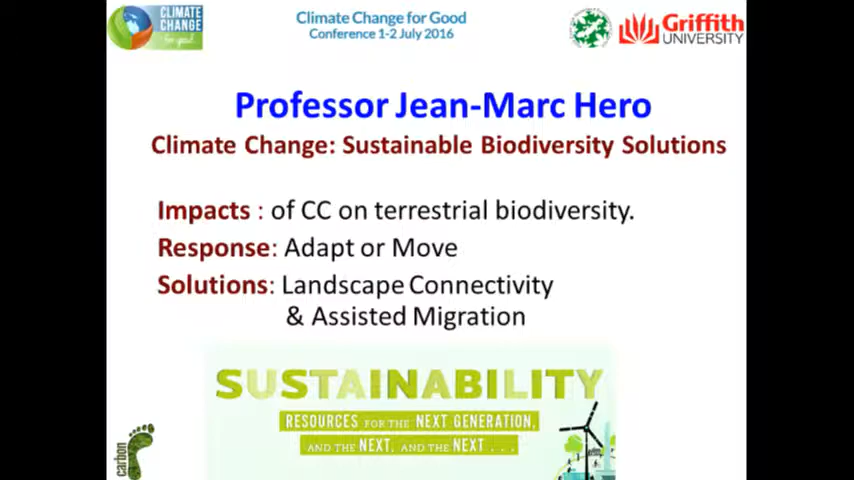 CLIMATE
CHANGE
for good!
Climate Change for Good
Conference 1-2 July 2016
Griffith
UNIVERSITY
Professor Jean-Marc Hero
Climate Change: Sustainable Biodiversity Solutions
Impacts : of CC on terrestrial biodiversity.
Response: Adapt or Move
Solutions: Landscape Connectivity
& Assisted Migration
SUSTAINABILITY
RESOURCES FOR THE NEXT GENERATION,
AND THE NEXT, AND THE NEXT . . .
carbon